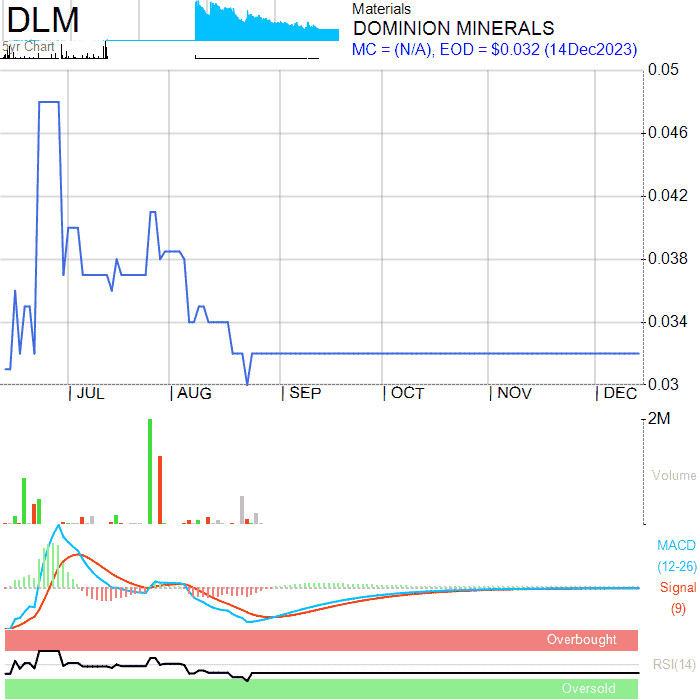 DLM
5yr Chart
Materials
DOMINION MINERALS
MC = (N/A), EOD = $0.032 (14Dec2023)
0.05
0.046
0.042
0.038
0.034
0.03
JUL AUG SEP OCT NOV DEC
2M
Volume
MACD
(12-26)
Signal
(9)
Overbought
RSI(14)
Oversold